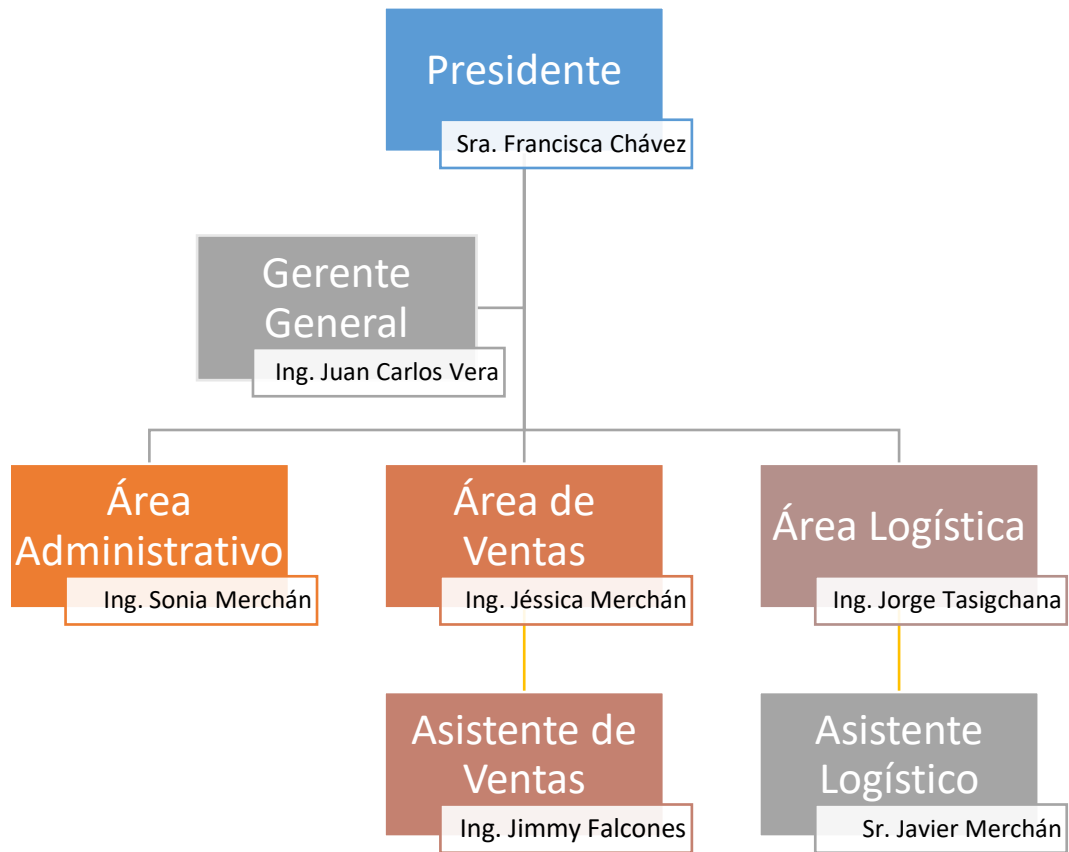 Presidente
Sra. Francisca Chávez
Gerente
General
Ing. Juan Carlos Vera
Área
Administrativo
Ing. Sonia Merchán
Área de
Ventas
Ing. Jéssica Merchán
Área Logística
Ing. Jorge Tasigchana
Asistente de
Ventas
Ing. Jimmy Falcones
Asistente
Logístico
Sr. Javier Merchán